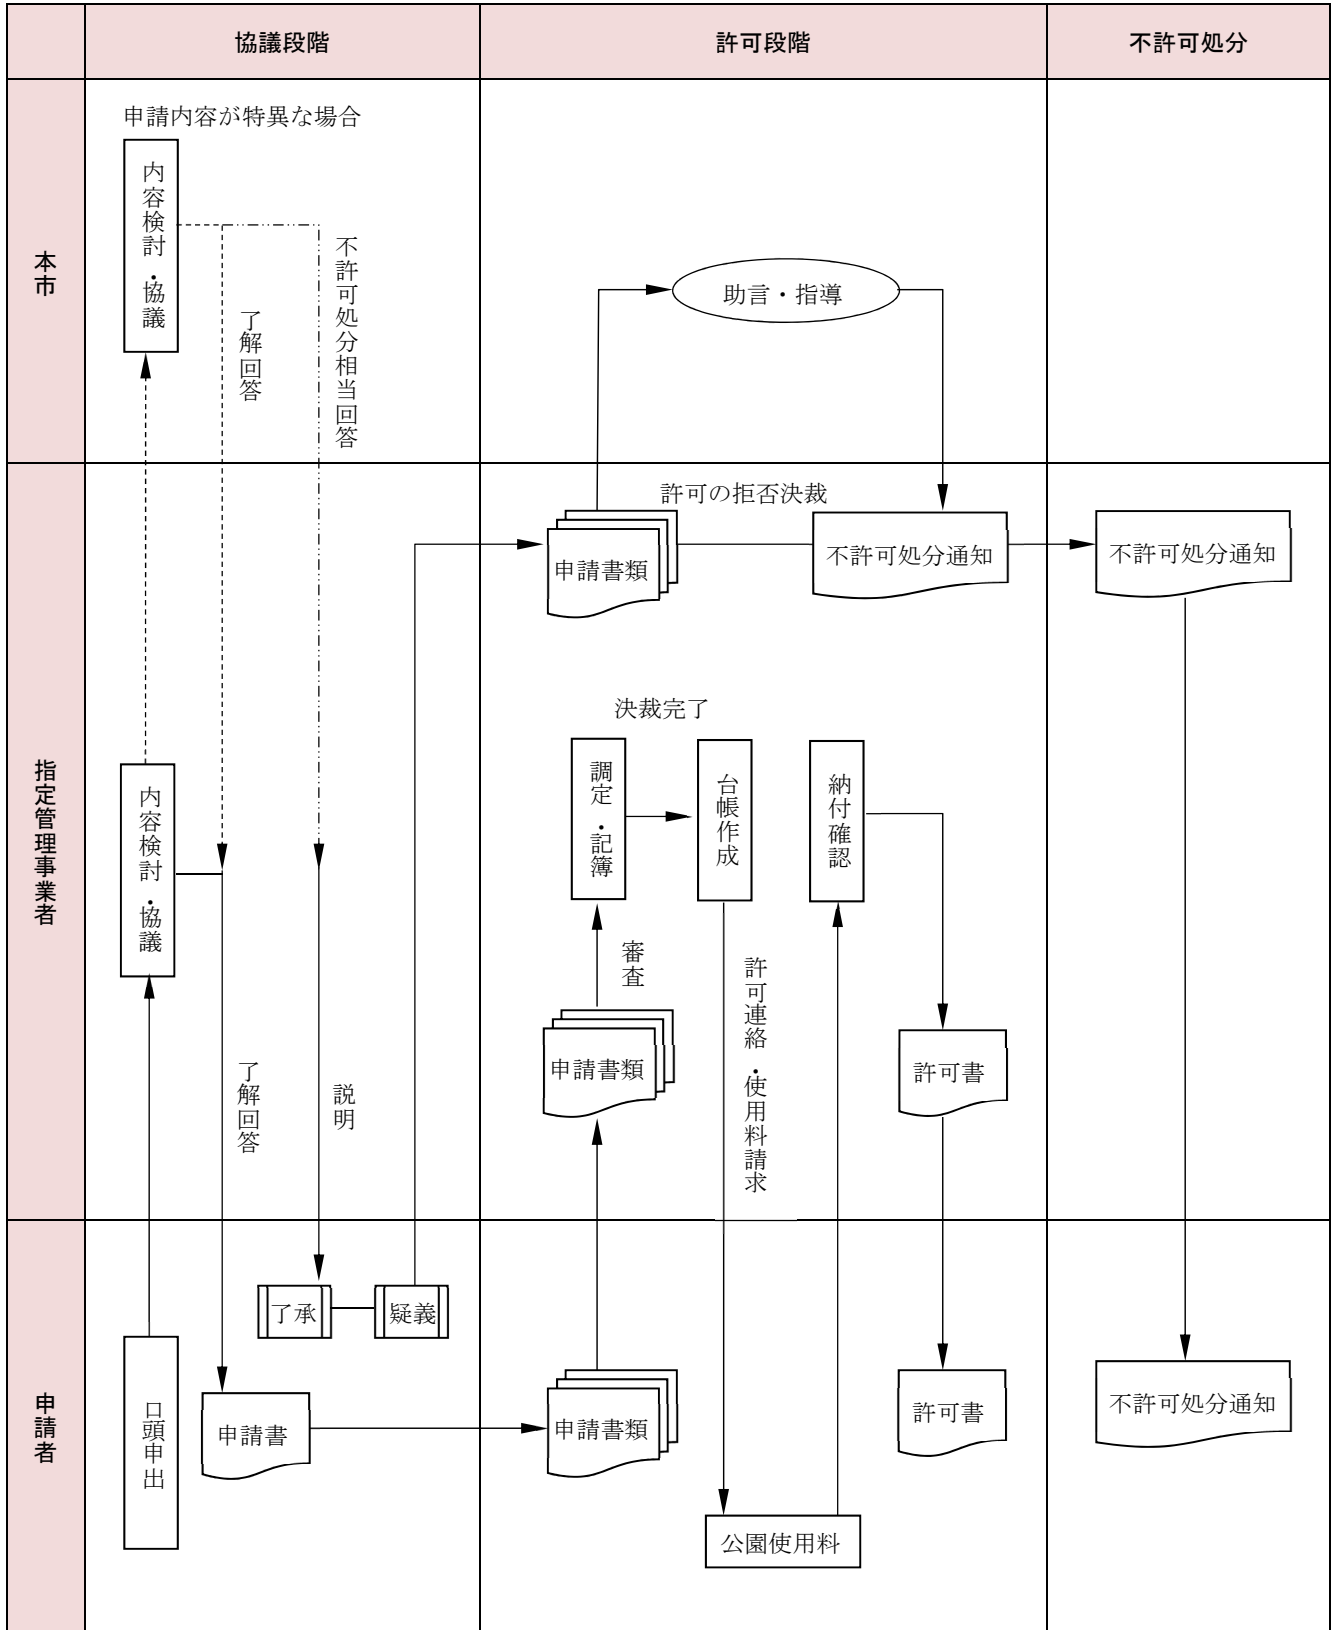 協議段階
許可段階
不許可処分
本市
申請内容が特異な場合
内容検討・協議
了解回答
不許可処分相当回答
助言・指導
指定管理事業者
許可の拒否決裁
申請書類
不許可処分通知
不許可処分通知
決裁完了
内容検討・協議
調定・記簿
台帳作成
納付確認
審査
申請書類
許可連絡・使用料請求
許可書
了解回答
説明
申請者
了承
疑義
口頭申出
申請書
申請書類
許可書
不許可処分通知
公園使用料